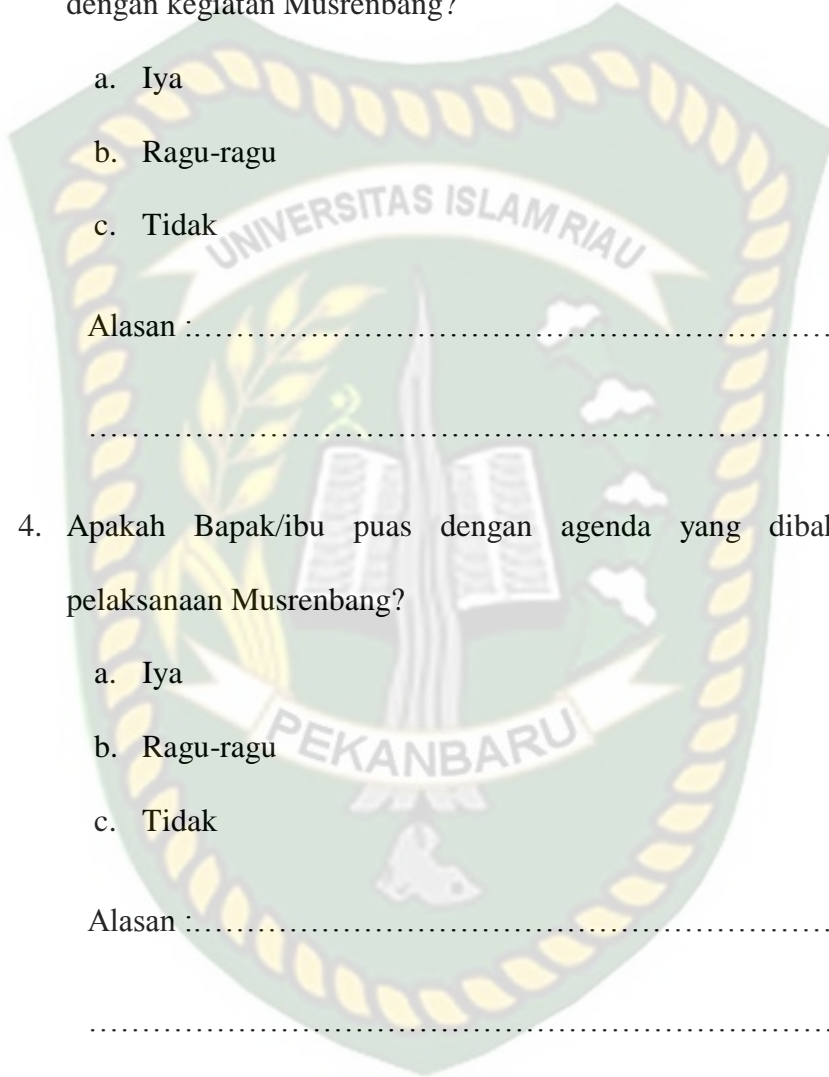 dengan kegiatan Musrenbang?
a. Iya
b. Ragu-ragu
c. Tidak
UNIVERSITAS ISLAM RIAU
Alasan :……………………………………………………………
……………………………………………………………………
4. Apakah Bapak/ibu puas dengan agenda yang
pelaksanaan Musrenbang?
a. Iya
b. Ragu-ragu
PEKANBARU
c. Tidak
Alasan :……………………………………………………………
……………………………………………………………………